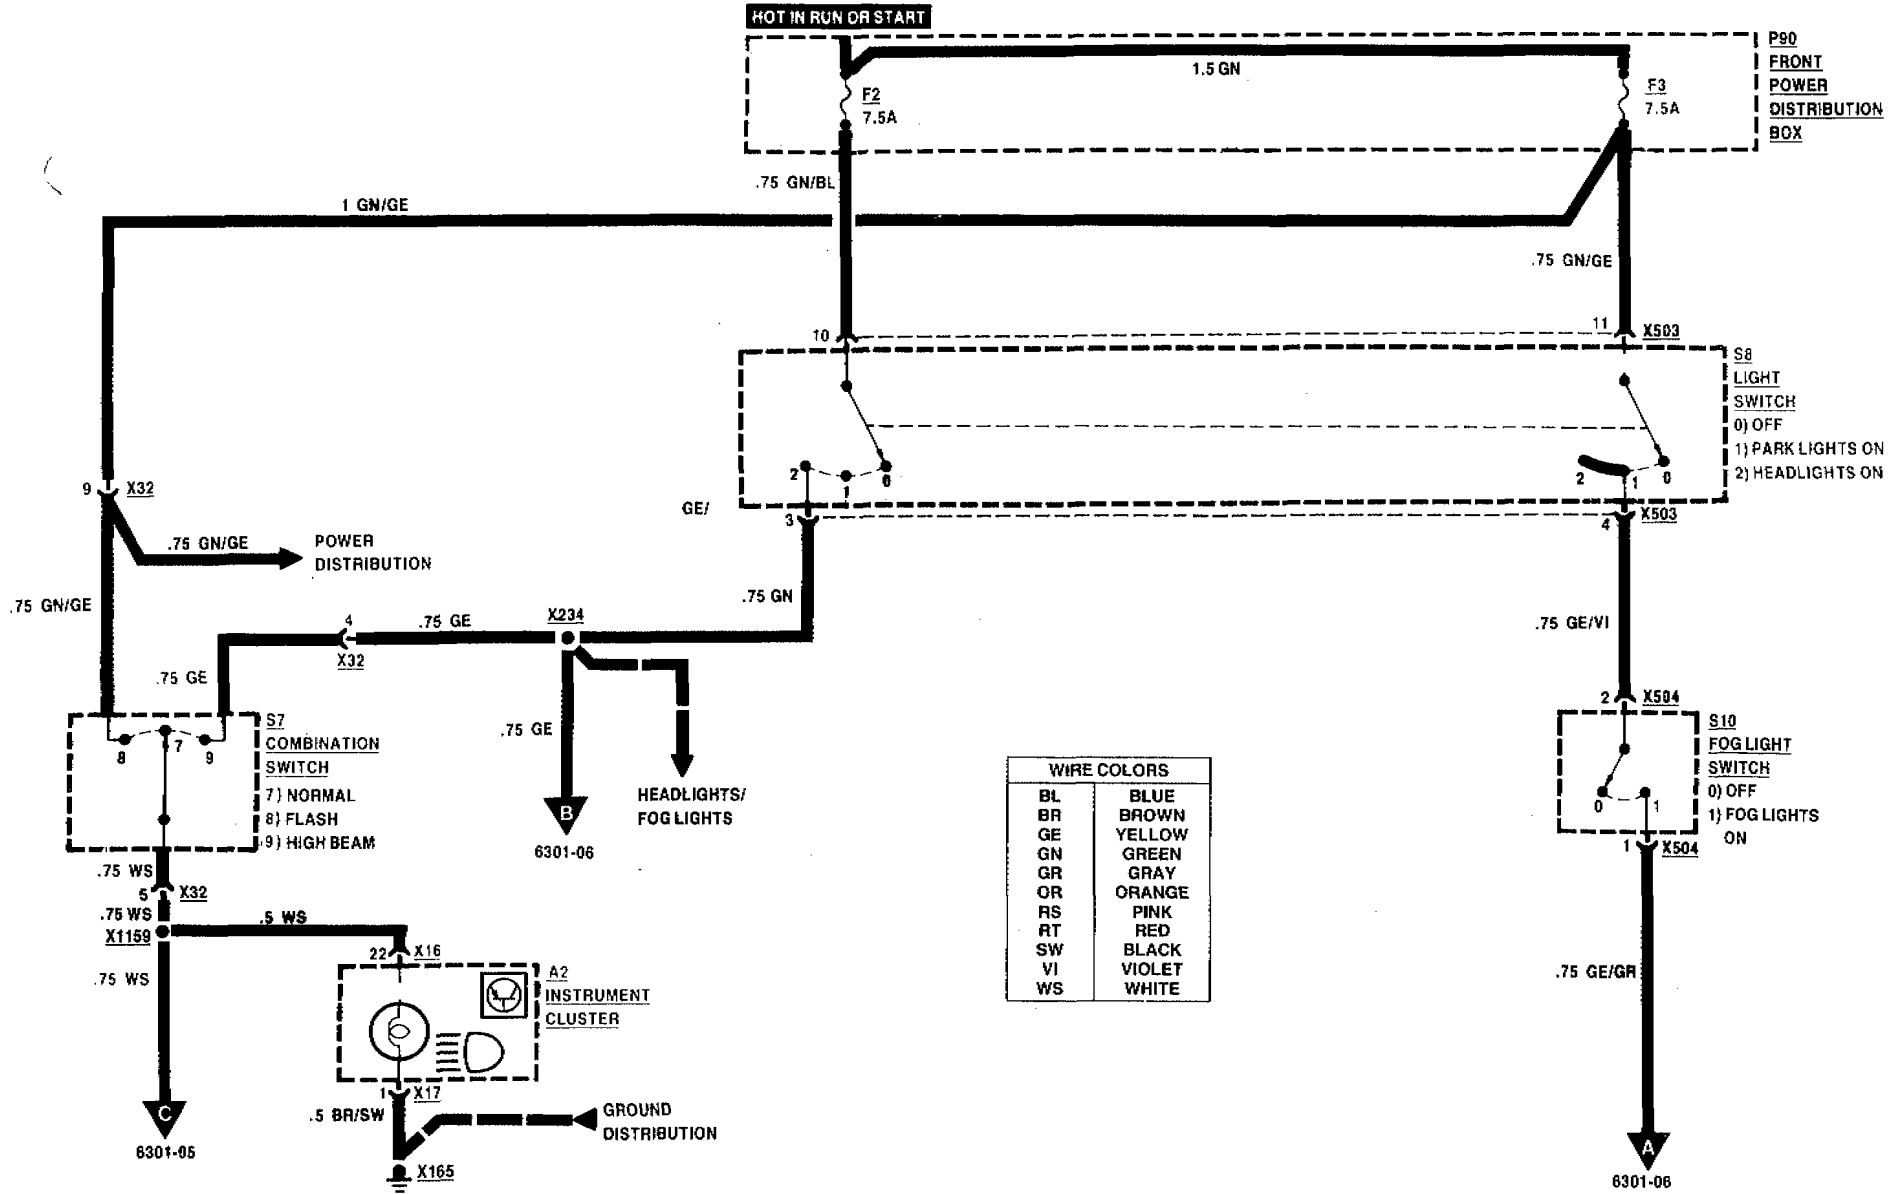 HOT IN RUN OR START
P90
FRONT
POWER
DISTRIBUTION
BOX
1.5 GN
F2
7.5A
F3
7.5A
.75 GN/BL
1 GN/GE
.75 GN/GE
10
11
X503
S8
LIGHT
SWITCH
0) OFF
1) PARK LIGHTS ON
2) HEADLIGHTS ON
2
1
0
2
1
0
9
X32
GE/
3
4
X503
.75 GN/GE
POWER
DISTRIBUTION
.75 GN/GE
.75 GN
4
X32
.75 GE
X234
.75 GE/VI
.75 GE
.75 GE
2
X504
S7
COMBINATION
SWITCH
7) NORMAL
8) FLASH
9) HIGH BEAM
8
7
9
B
6301-06
HEADLIGHTS/
FOG LIGHTS
S10
FOG LIGHT
SWITCH
0) OFF
1) FOG LIGHTS
ON
0
1
1
X504
WIRE COLORS
BL BLUE
BR BROWN
GE YELLOW
GN GREEN
GR GRAY
OR ORANGE
RS PINK
RT RED
SW BLACK
VI VIOLET
WS WHITE
.75 WS
5
X32
.75 WS
X1159
.5 WS
.75 WS
22
X16
A2
INSTRUMENT
CLUSTER
.75 GE/GR
1
X17
.5 BR/SW
GROUND
DISTRIBUTION
X165
C
6301-05
A
6301-06